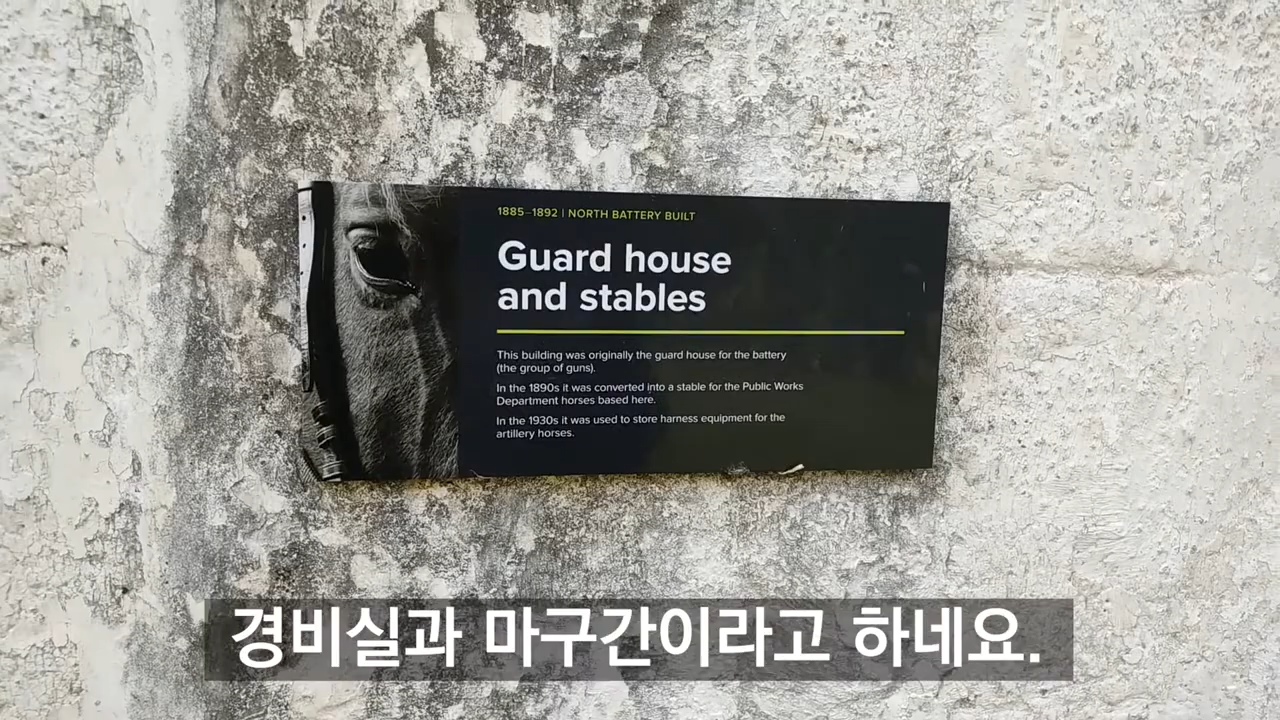 1885–1892 | NORTH BATTERY BUILT
Guard house
and stables
This building was originally the guard house for the battery
(the group of guns).
In the 1890s it was converted into a stable for the Public Works
Department horses based here.
In the 1930s it was used to store harness equipment for the
artillery horses.
경비실과 마구간이라고 하네요.